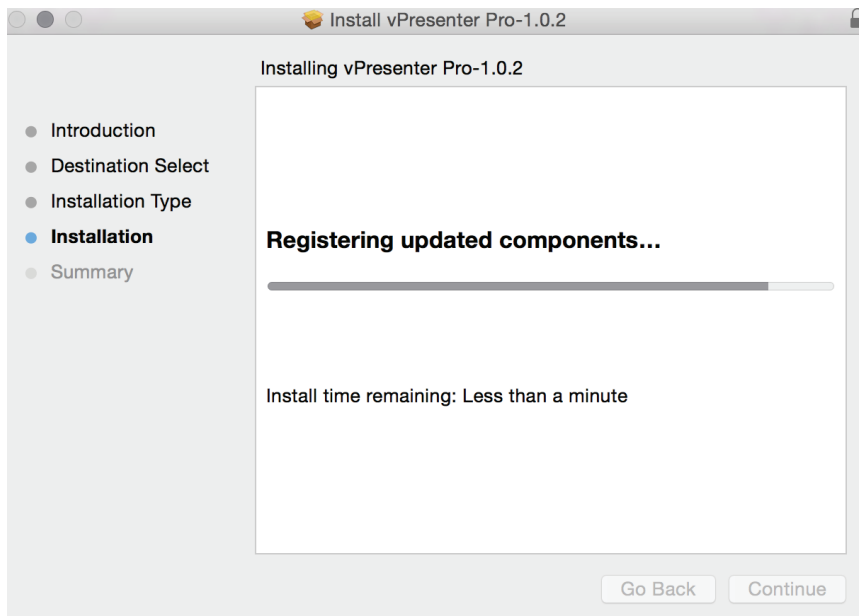 Install vPresenter Pro-1.0.2
Installing vPresenter Pro-1.0.2
Introduction
Destination Select
Installation Type
Installation
Summary
Registering updated components...
Install time remaining: Less than a minute
Go Back
Continue